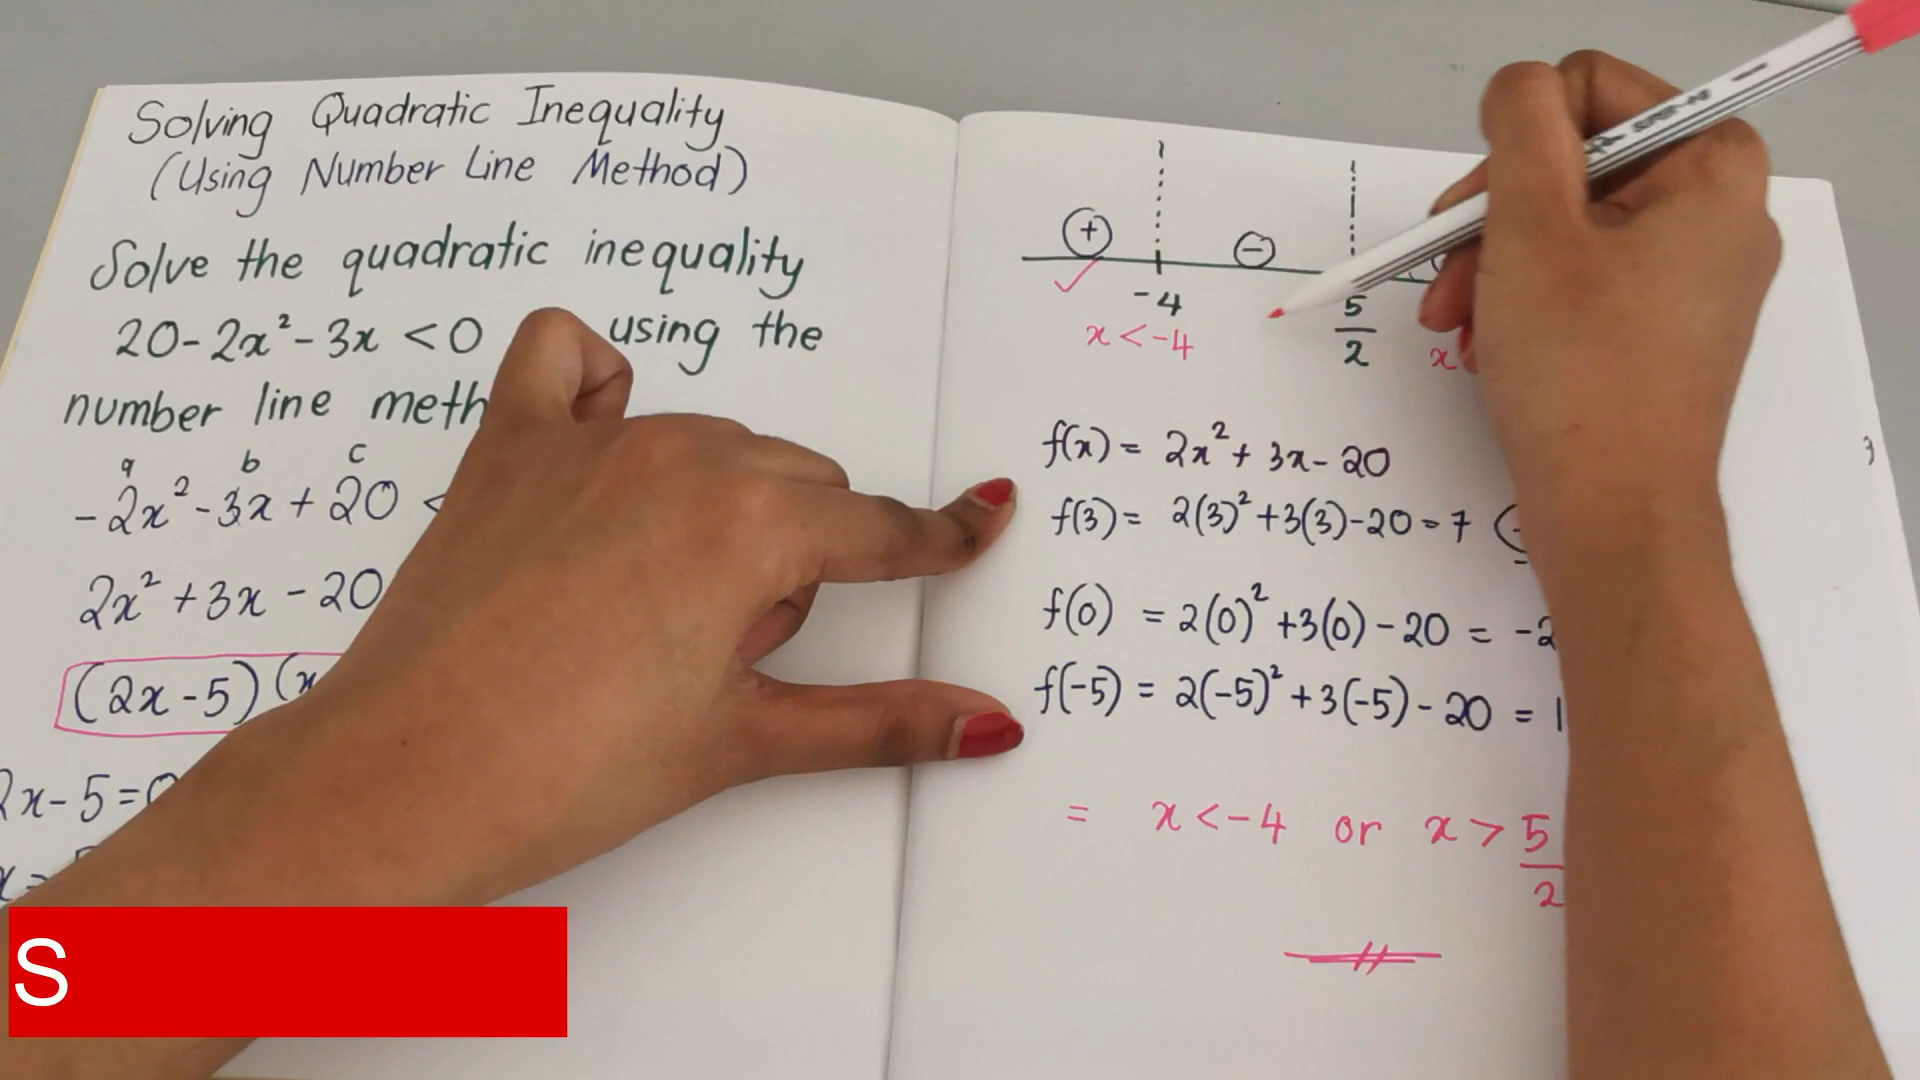 Solving Quadratic Inequality
(Using Number Line Method)
Solve the quadratic inequality
20-2x²-3x <0 using the
number line meth
a b c
-2x²-3x + 20 <
2x² +3x - 20
(2x-5)(x
2x-5=0
x=
+ -
-4 5/2
x<-4 x
f(x) = 2x²+ 3x- 20
f(3) = 2(3)²+3(3)-20=7
f(0) = 2(0)²+3(0)-20 = -2
f(-5) = 2(-5)²+3(-5)-20 = 1
= x<-4 or x> 5/2
S